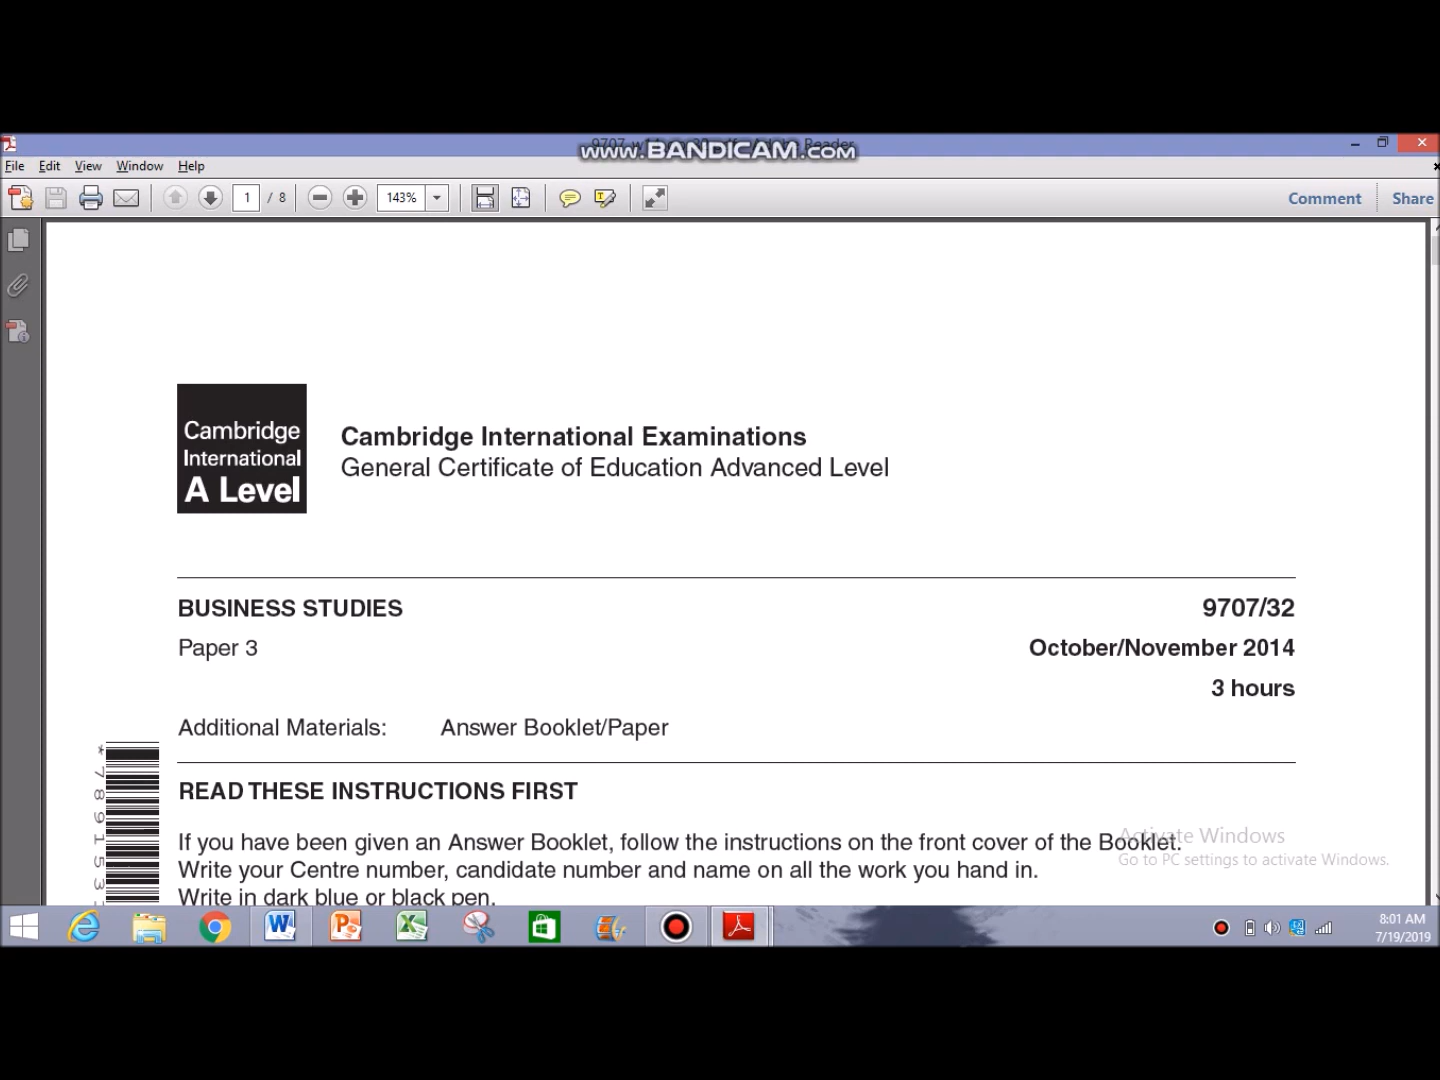 www.BANDICAM.com
File Edit View Window Help
1 / 8 143% Comment Share
Cambridge
International
A Level
Cambridge International Examinations
General Certificate of Education Advanced Level
BUSINESS STUDIES 9707/32
Paper 3 October/November 2014
3 hours
Additional Materials: Answer Booklet/Paper
READ THESE INSTRUCTIONS FIRST
If you have been given an Answer Booklet, follow the instructions on the front cover of the Booklet.
Write your Centre number, candidate number and name on all the work you hand in.
Write in dark blue or black pen.
Activate Windows
Go to PC settings to activate Windows.
8:01 AM
7/19/2019